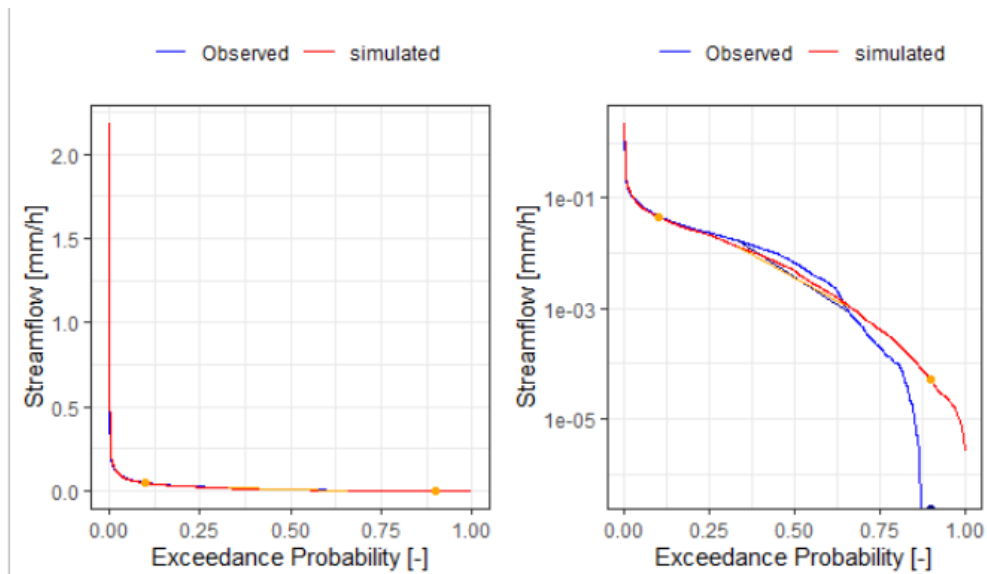 Observed simulated
2.0
1.5
1.0
0.5
0.0
Streamflow [mm/h]
0.00 0.25 0.50 0.75 1.00
Exceedance Probability [-]
Observed simulated
1e-01
1e-03
1e-05
Streamflow [mm/h]
0.00 0.25 0.50 0.75 1.00
Exceedance Probability [-]